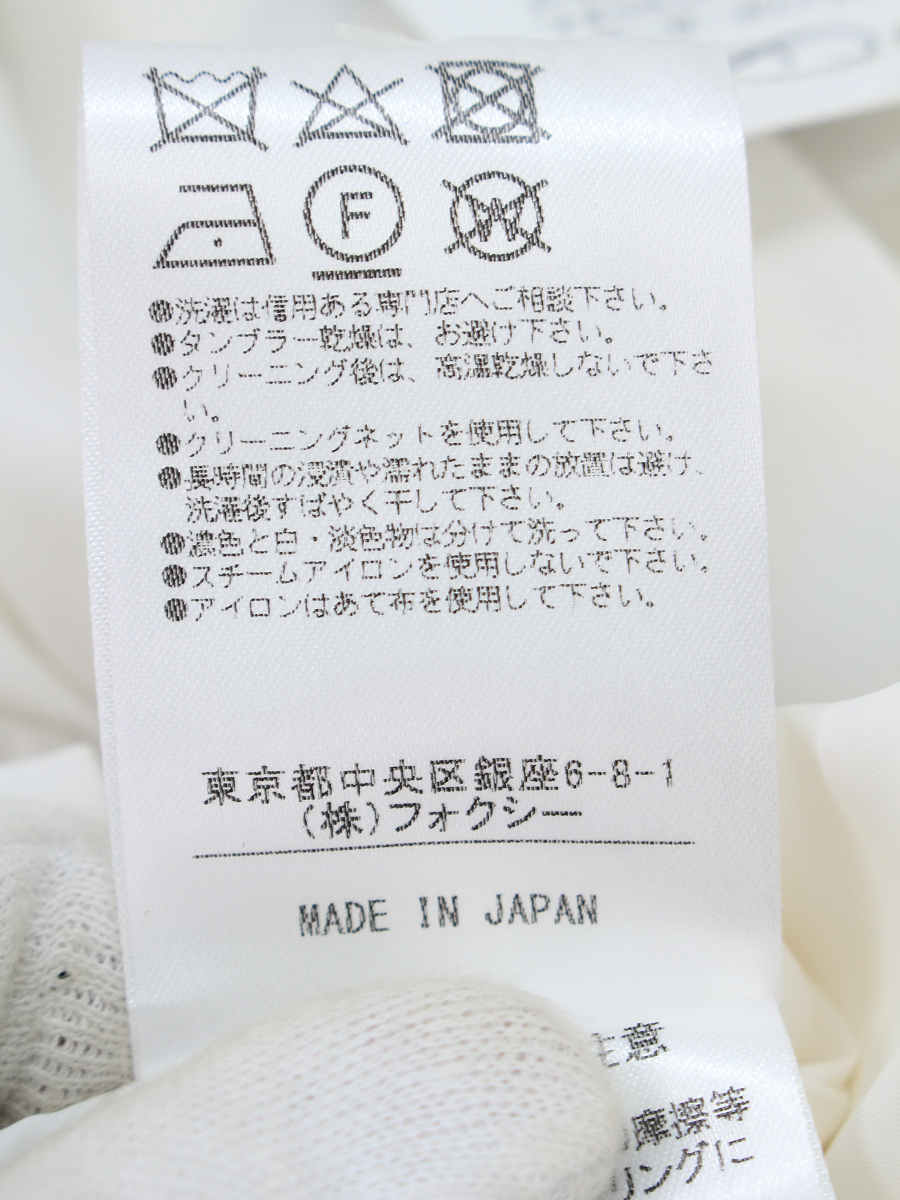 F
W
●洗濯は信用ある専門店へご相談下さい。
●タンブラー乾燥は、お避け下さい。
●クリーニング後は、高温乾燥しないで下さ
い。
●クリーニングネットを使用して下さい。
●長時間の浸漬や濡れたままの放置は避け、
洗濯後すばやく干して下さい。
●濃色と白・淡色物は分けて洗って下さい。
●スチームアイロンを使用しないで下さい。
●アイロンはあて布を使用して下さい。
東京都中央区銀座6-8-1
(株)フォクシー
MADE IN JAPAN
意
摩擦等
リングに